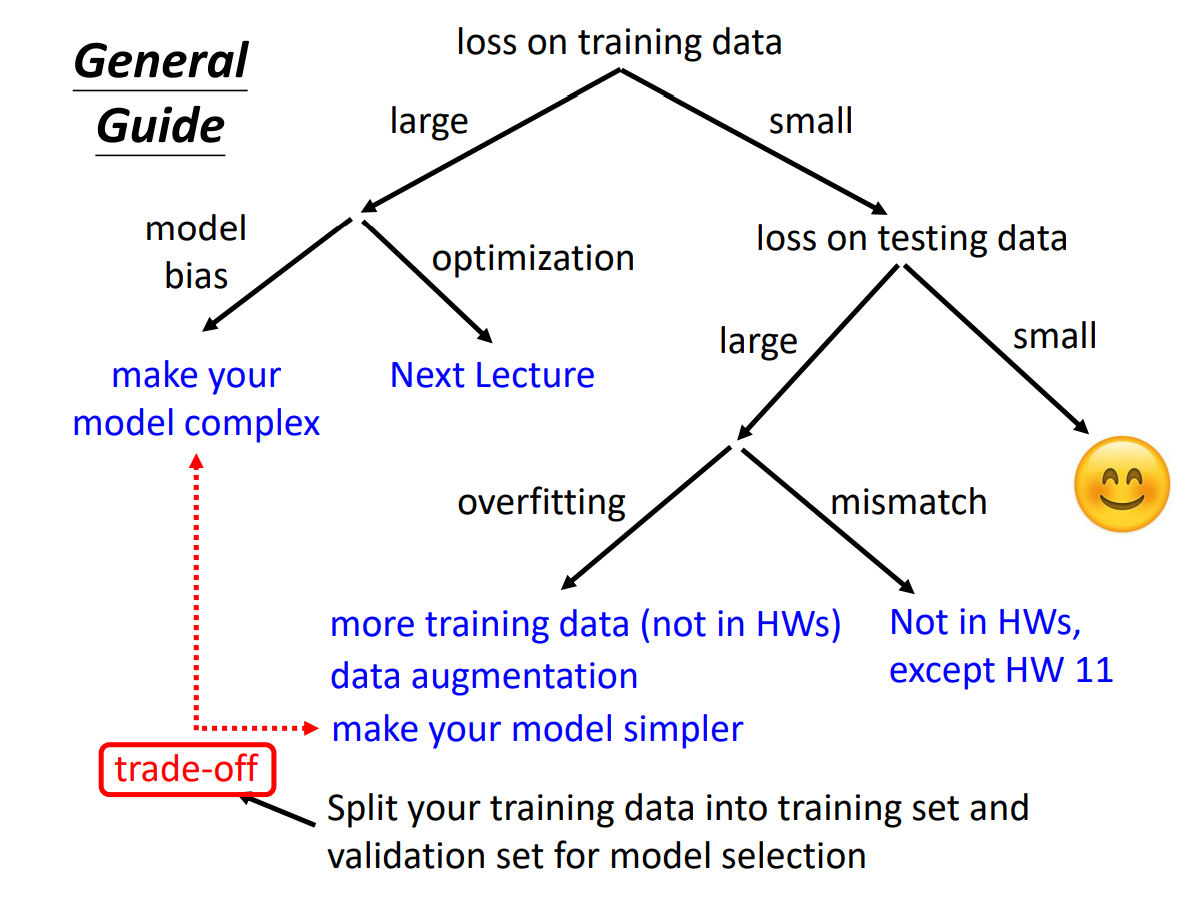 General
Guide
loss on training data
large
small
model
bias
optimization
loss on testing data
large
small
make your
model complex
Next Lecture
overfitting
mismatch
more training data (not in HWs)
data augmentation
make your model simpler
Not in HWs,
except HW 11
trade-off
Split your training data into training set and
validation set for model selection